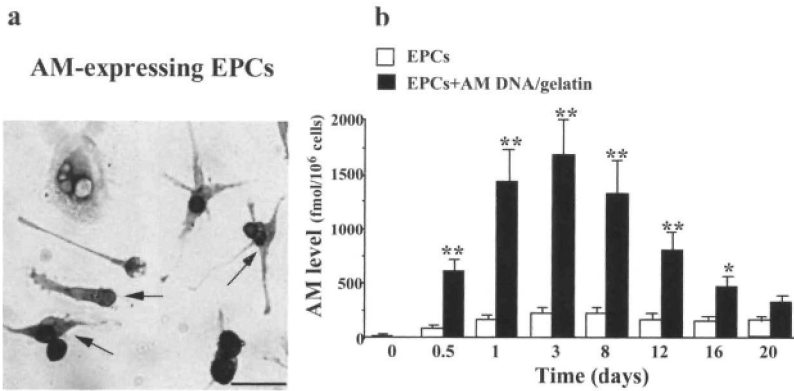 a
AM-expressing EPCs
b
EPCs
EPCs+AM DNA/gelatin
AM level (fmol/10⁶ cells)
2000
1500
1000
500
0
**
**
**
**
**
*
0 0.5 1 3 8 12 16 20
Time (days)